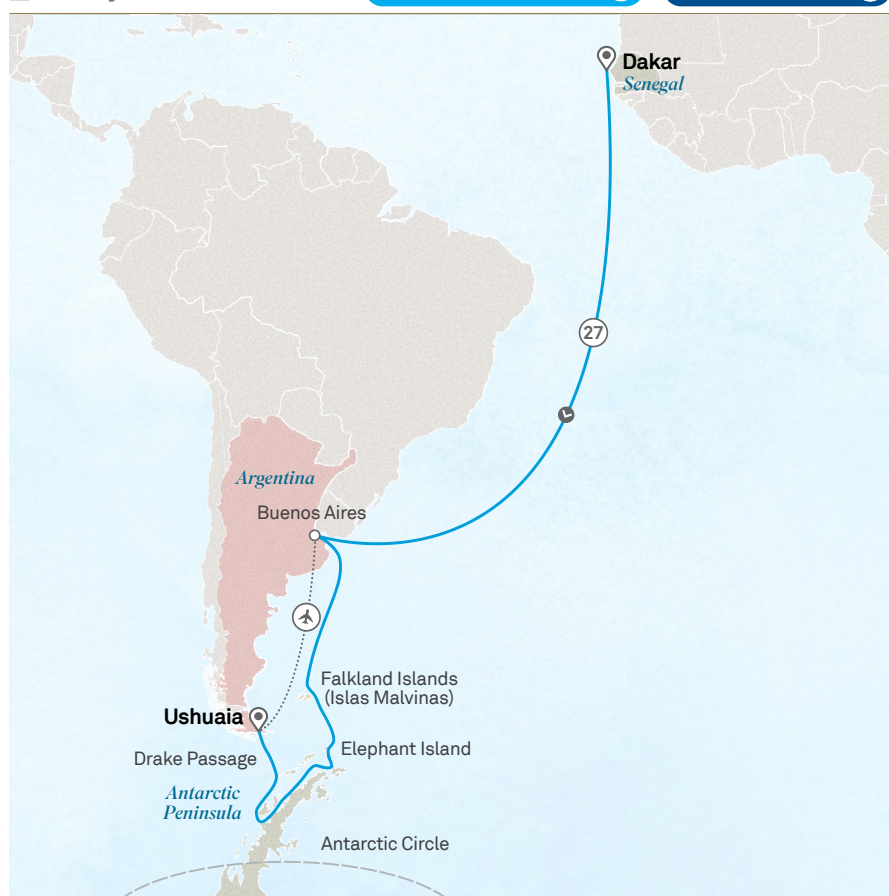 Dakar
Senegal
27
Argentina
Buenos Aires
Falkland Islands
(Islas Malvinas)
Ushuaia
Elephant Island
Drake Passage
Antarctic
Peninsula
Antarctic Circle